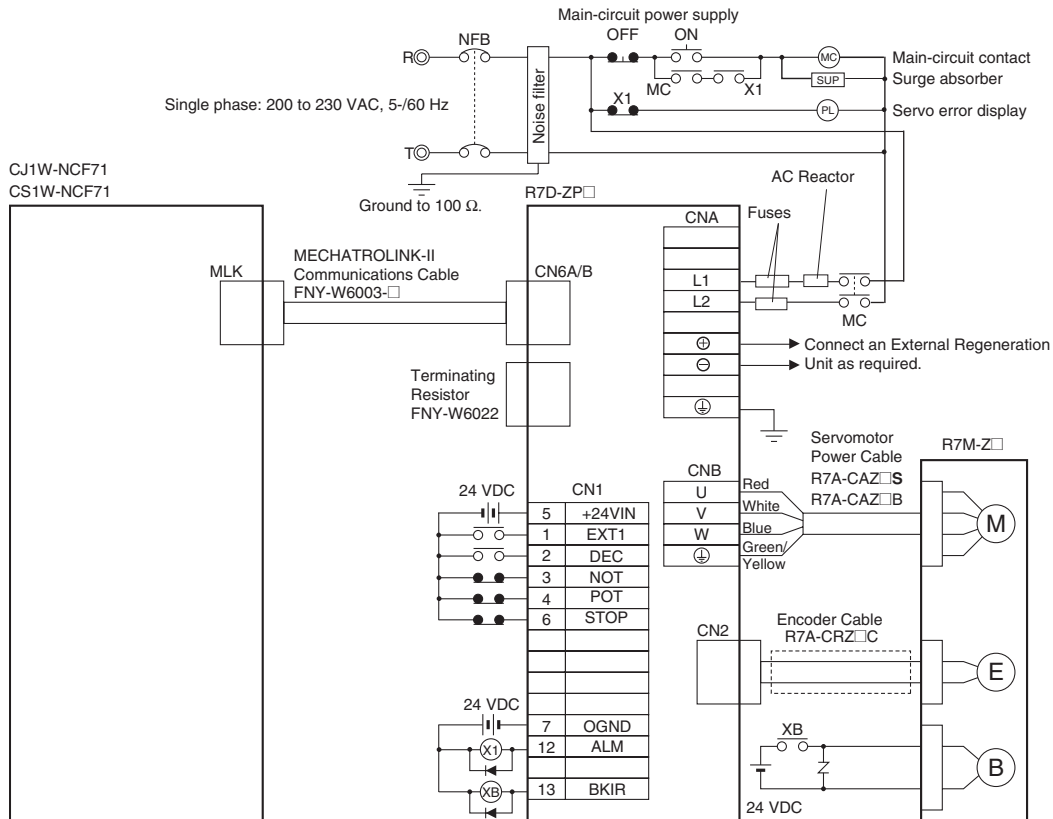 Main-circuit power supply
OFF
ON
NFB
R
MC
Main-circuit contact
SUP
Surge absorber
MC
X1
X1
PL
Servo error display
Single phase: 200 to 230 VAC, 5-/60 Hz
Noise filter
T
Ground to 100 Ω.
CJ1W-NCF71
CS1W-NCF71
R7D-ZP□
AC Reactor
Fuses
CNA
MECHATROLINK-II
Communications Cable
FNY-W6003-□
MLK
CN6A/B
L1
L2
MC
⊕
Connect an External Regeneration
⊖
Unit as required.
Terminating
Resistor
FNY-W6022
Servomotor
Power Cable
R7A-CAZ□S
R7A-CAZ□B
R7M-Z□
CNB
U
Red
V
White
W
Blue
Green/
Yellow
M
24 VDC
CN1
5 +24VIN
1 EXT1
2 DEC
3 NOT
4 POT
6 STOP
CN2
Encoder Cable
R7A-CRZ□C
E
24 VDC
7 OGND
X1
12 ALM
XB
13 BKIR
XB
24 VDC
B